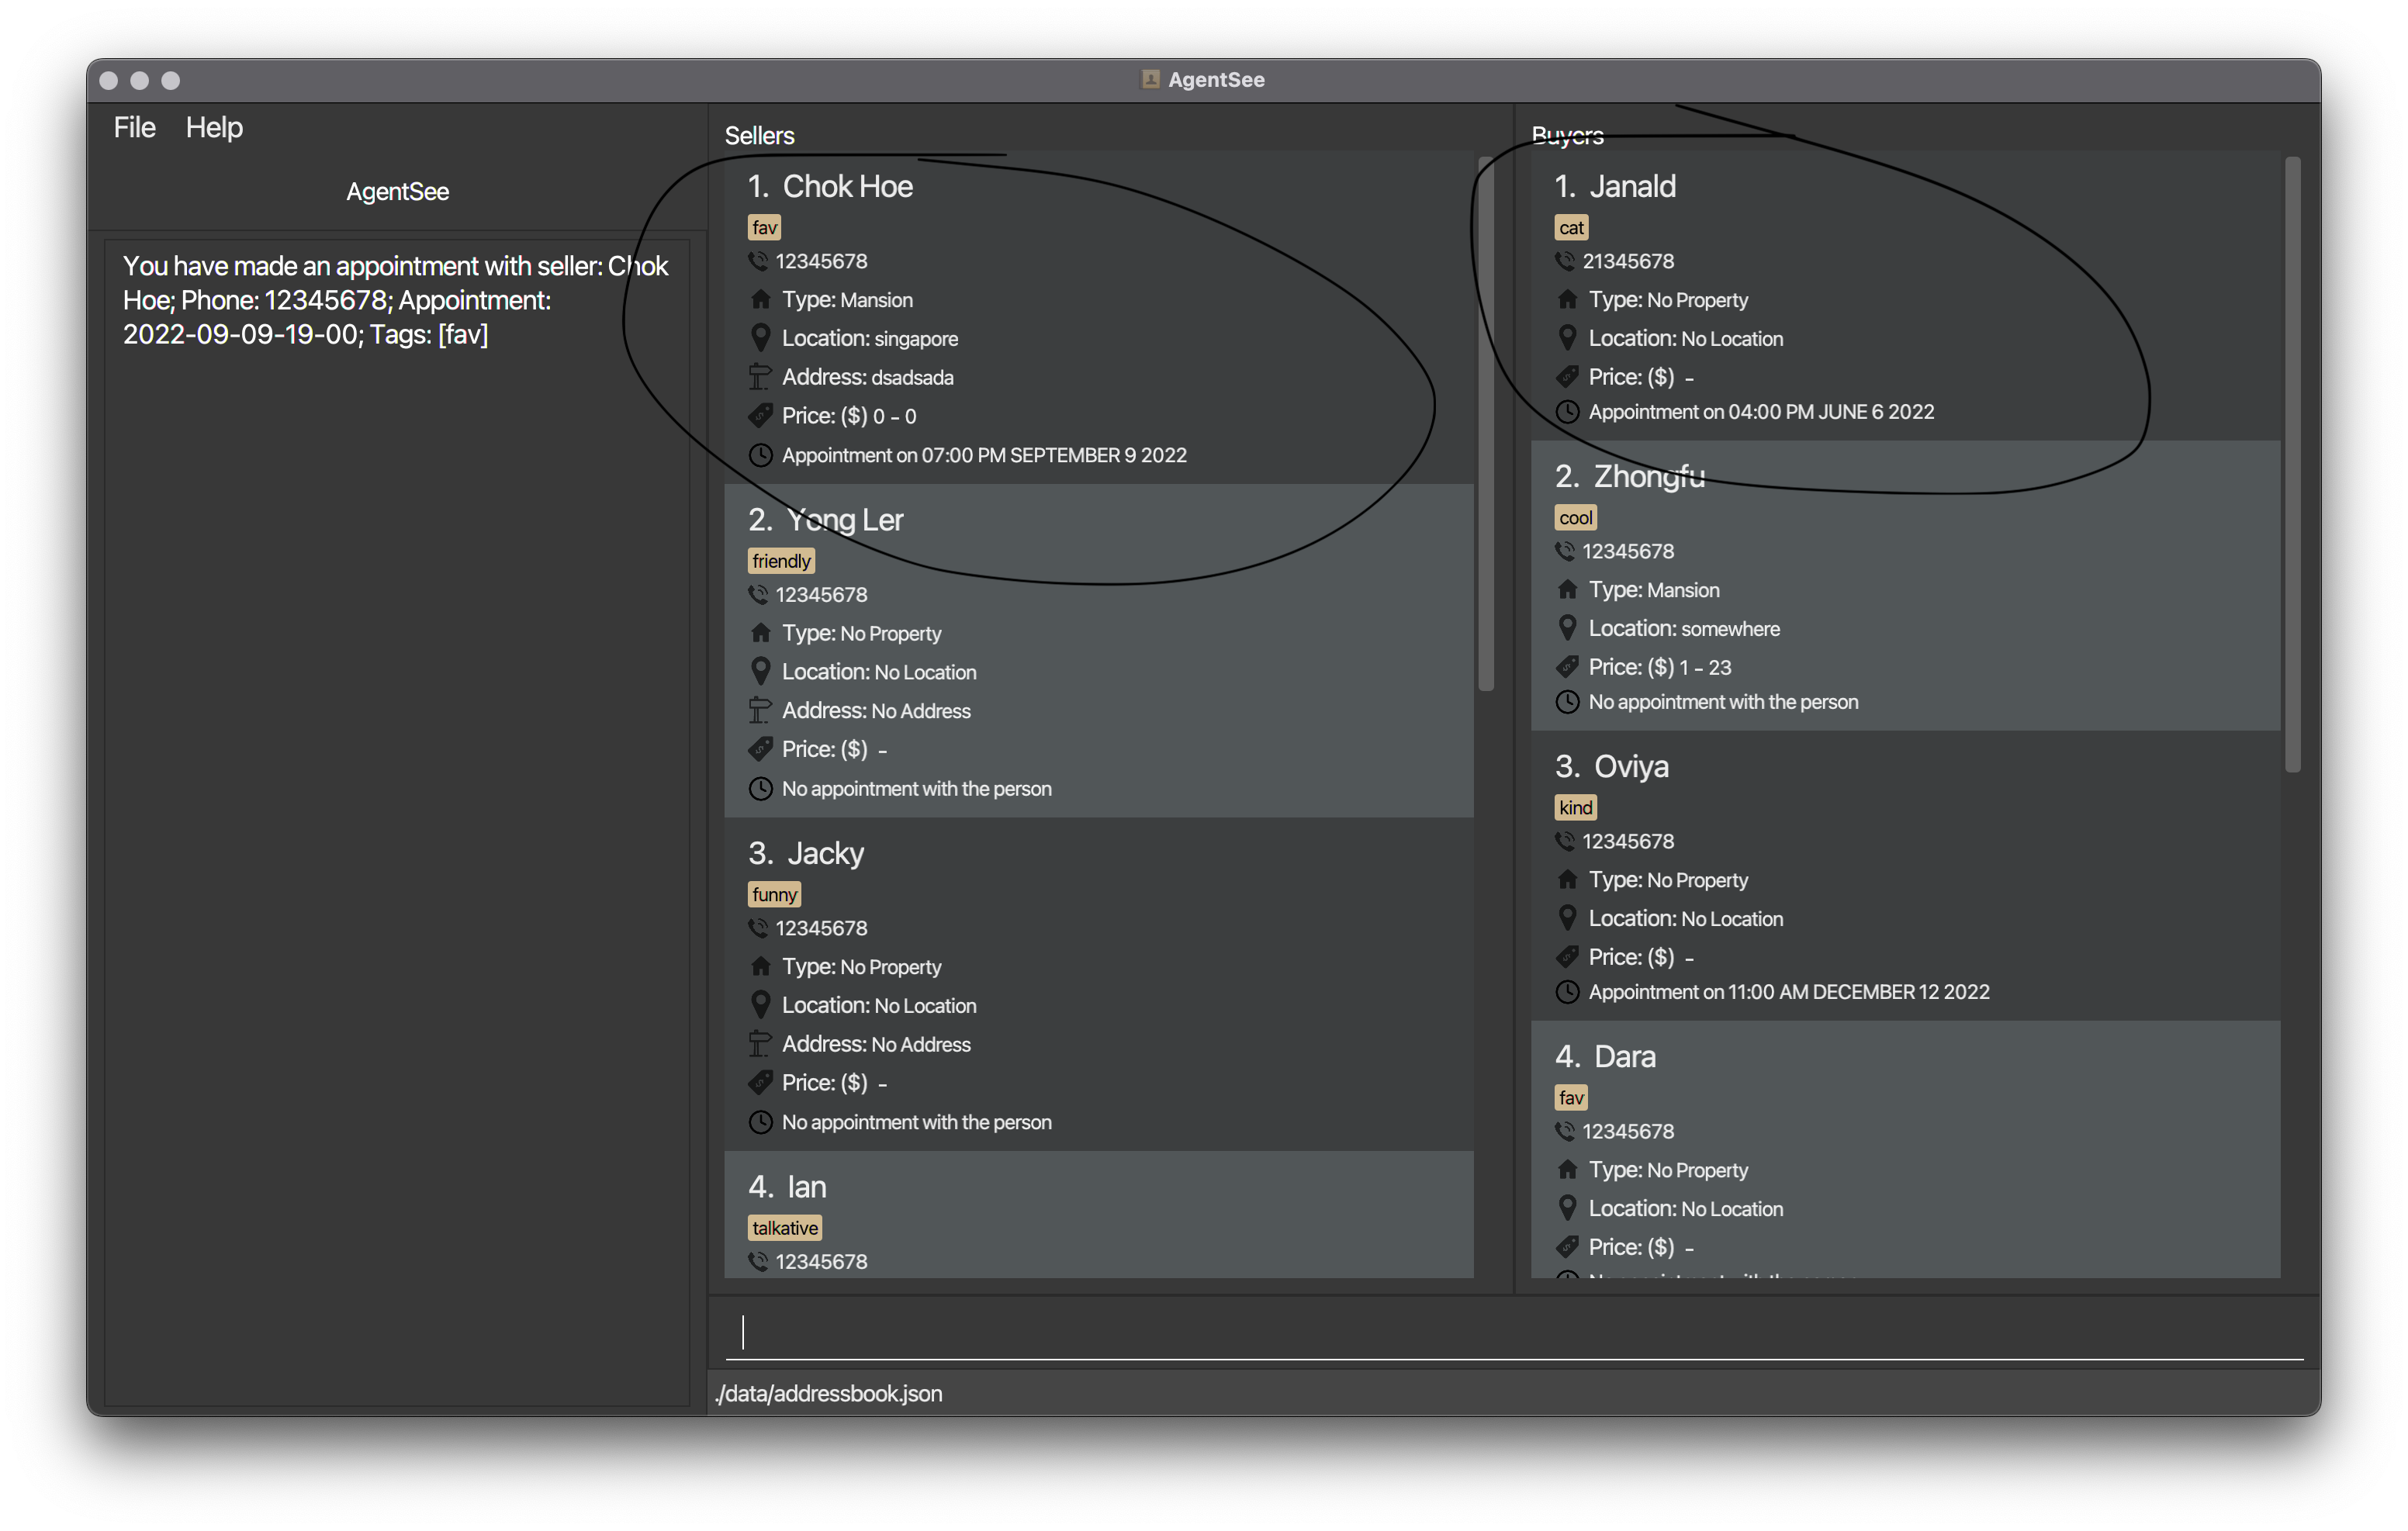 AgentSee
File Help
AgentSee
You have made an appointment with seller: Chok
Hoe; Phone: 12345678; Appointment:
2022-09-09-19-00; Tags: [fav]
Sellers
1. Chok Hoe
fav
12345678
Type: Mansion
Location: singapore
Address: dsadsada
Price: ($) 0 - 0
Appointment on 07:00 PM SEPTEMBER 9 2022
2. Yong Ler
friendly
12345678
Type: No Property
Location: No Location
Address: No Address
Price: ($) -
No appointment with the person
3. Jacky
funny
12345678
Type: No Property
Location: No Location
Address: No Address
Price: ($) -
No appointment with the person
4. Ian
talkative
12345678
Buyers
1. Janald
cat
21345678
Type: No Property
Location: No Location
Price: ($) -
Appointment on 04:00 PM JUNE 6 2022
2. Zhongfu
cool
12345678
Type: Mansion
Location: somewhere
Price: ($) 1 - 23
No appointment with the person
3. Oviya
kind
12345678
Type: No Property
Location: No Location
Price: ($) -
Appointment on 11:00 AM DECEMBER 12 2022
4. Dara
fav
12345678
Type: No Property
Location: No Location
Price: ($) -
./data/addressbook.json